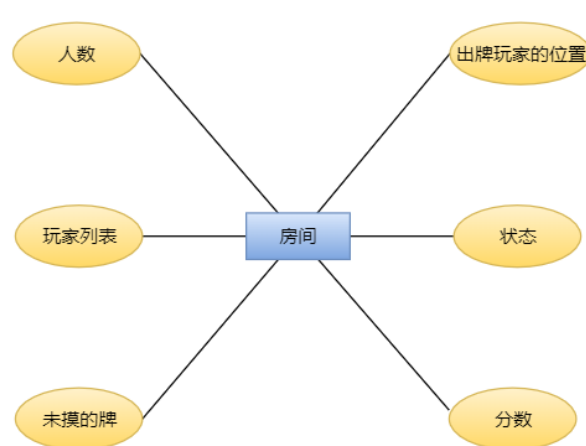 人数
出牌玩家的位置
玩家列表
房间
状态
未摸的牌
分数